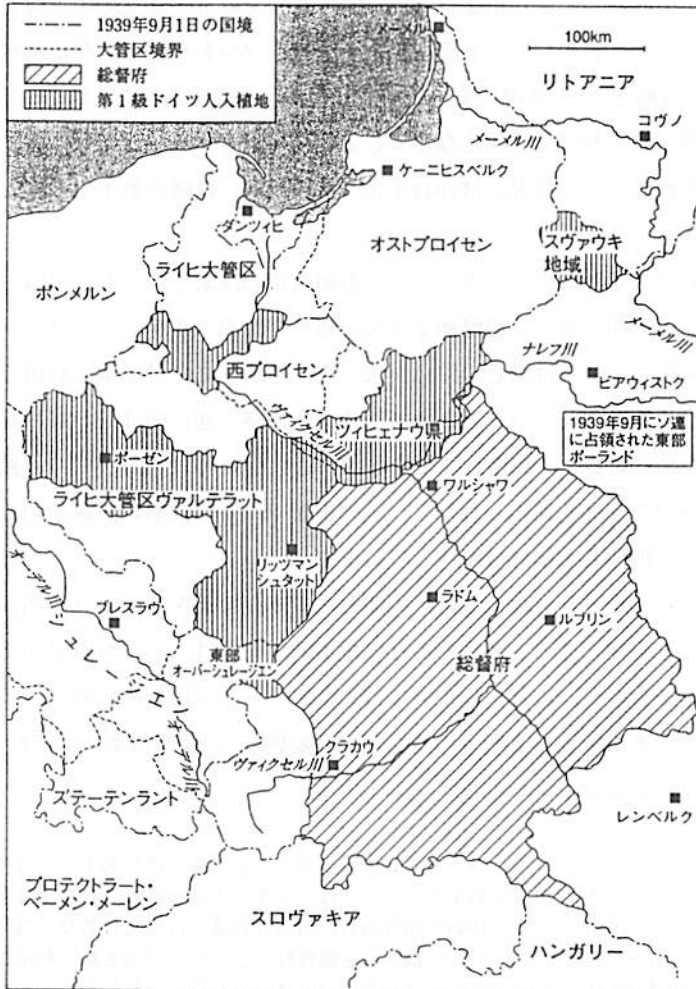 1939年9月1日の国境
大管区境界
総督府
第1級ドイツ人入植地
メーメル
100km
リトアニア
コヴノ
メーメル川
ケーニヒスベルク
ダンツィヒ
オストプロイセン
スヴァウキ
地域
ライヒ大管区
ポンメルン
メーメル川
ナレフ川
西プロイセン
ビアウィストク
ヴァイクセル川
ツィヒェナウ県
1939年9月にソ連
に占領された東部
ポーランド
ポーゼン
ワルシャワ
ライヒ大管区ヴァルテラット
オーデル川
リッツマン
シュタット
ブレスラウ
ラドム
ルブリン
シュレージエン
東部
オーバーシュレージエン
総督府
オーデル川
クラカウ
ヴァイクセル川
ズデーテンラント
レンベルク
プロテクトラート・
ベーメン・メーレン
スロヴァキア
ハンガリー